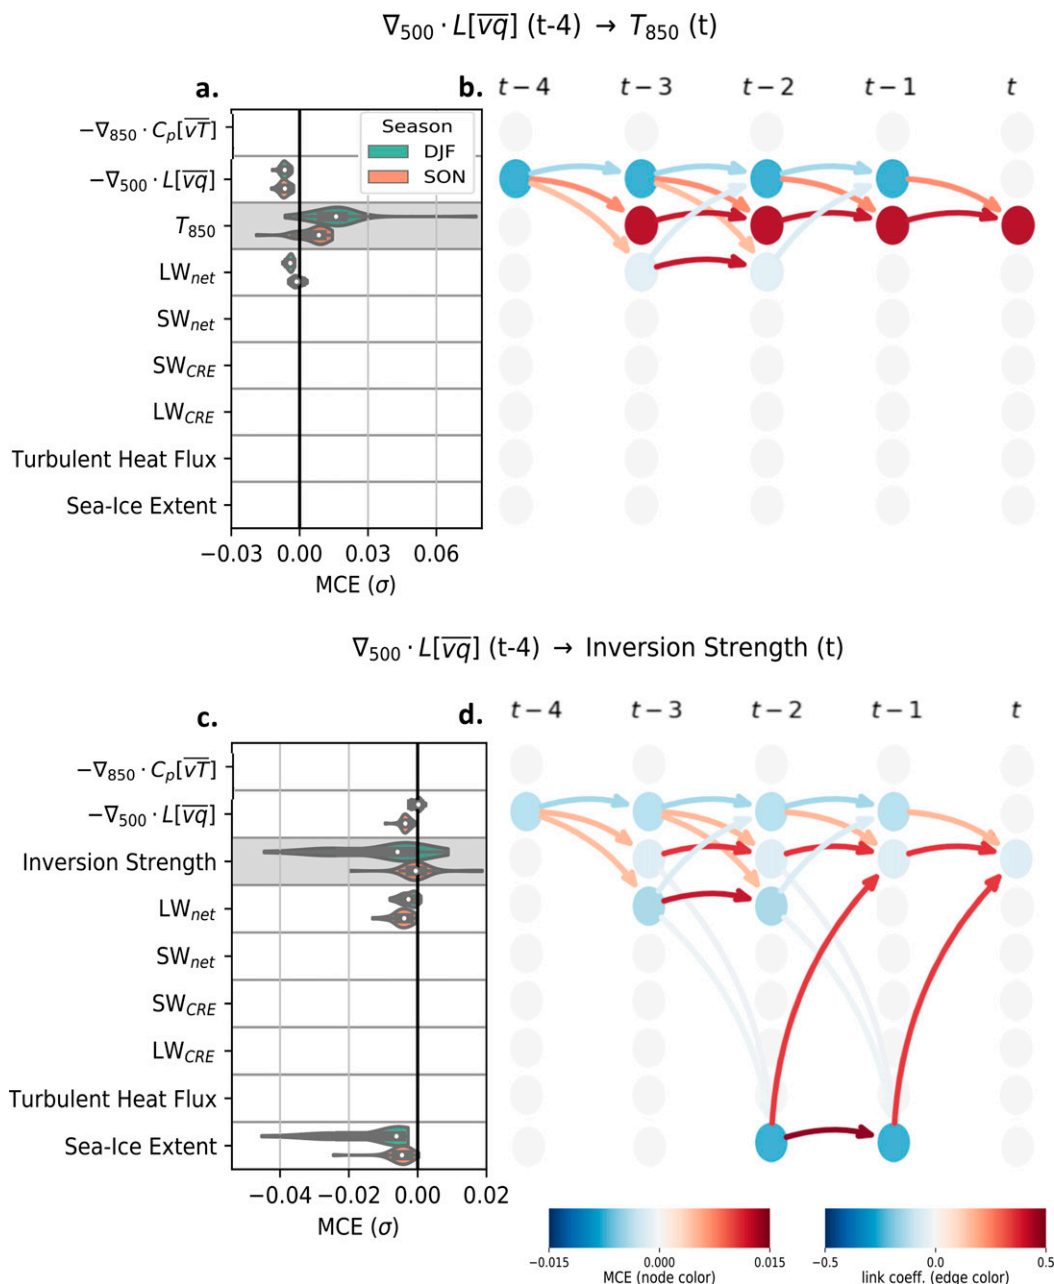 ∇₅₀₀ · L[v̅q̅] (t-4) → T₈₅₀ (t)
a.
b.
t − 4
t − 3
t − 2
t − 1
t
Season
DJF
SON
−∇₈₅₀ · Cₚ[v̅T̅]
−∇₅₀₀ · L[v̅q̅]
T₈₅₀
LWₙₑₜ
SWₙₑₜ
SW_CRE
LW_CRE
Turbulent Heat Flux
Sea-Ice Extent
−0.03 0.00 0.03 0.06
MCE (σ)
∇₅₀₀ · L[v̅q̅] (t-4) → Inversion Strength (t)
c.
d.
t − 4
t − 3
t − 2
t − 1
t
−∇₈₅₀ · Cₚ[v̅T̅]
−∇₅₀₀ · L[v̅q̅]
Inversion Strength
LWₙₑₜ
SWₙₑₜ
SW_CRE
LW_CRE
Turbulent Heat Flux
Sea-Ice Extent
−0.04 −0.02 0.00 0.02
MCE (σ)
-0.015 0.000 0.015
MCE (node color)
-0.5 0.0 0.5
link coeff. (edge color)